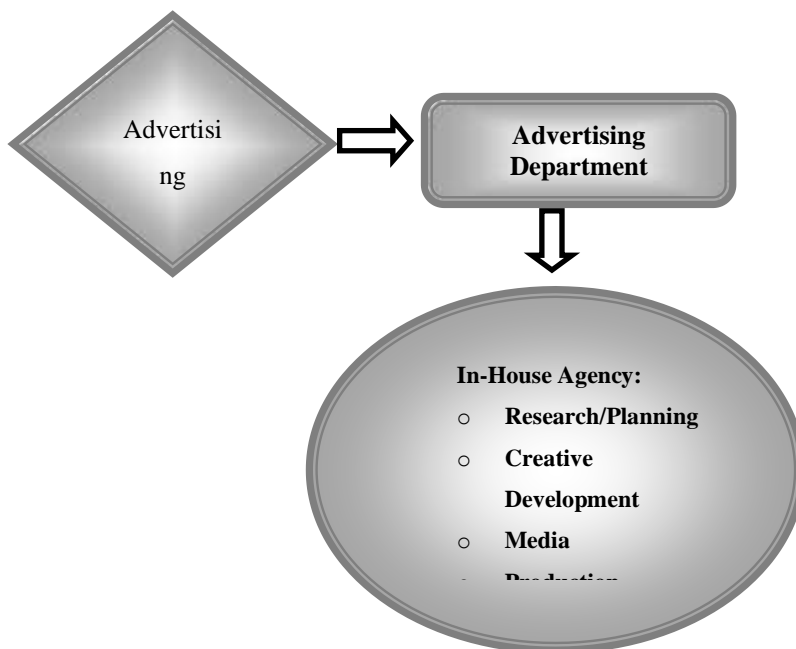 Advertisi
ng
Advertising
Department
In-House Agency:
o Research/Planning
o Creative
Development
o Media